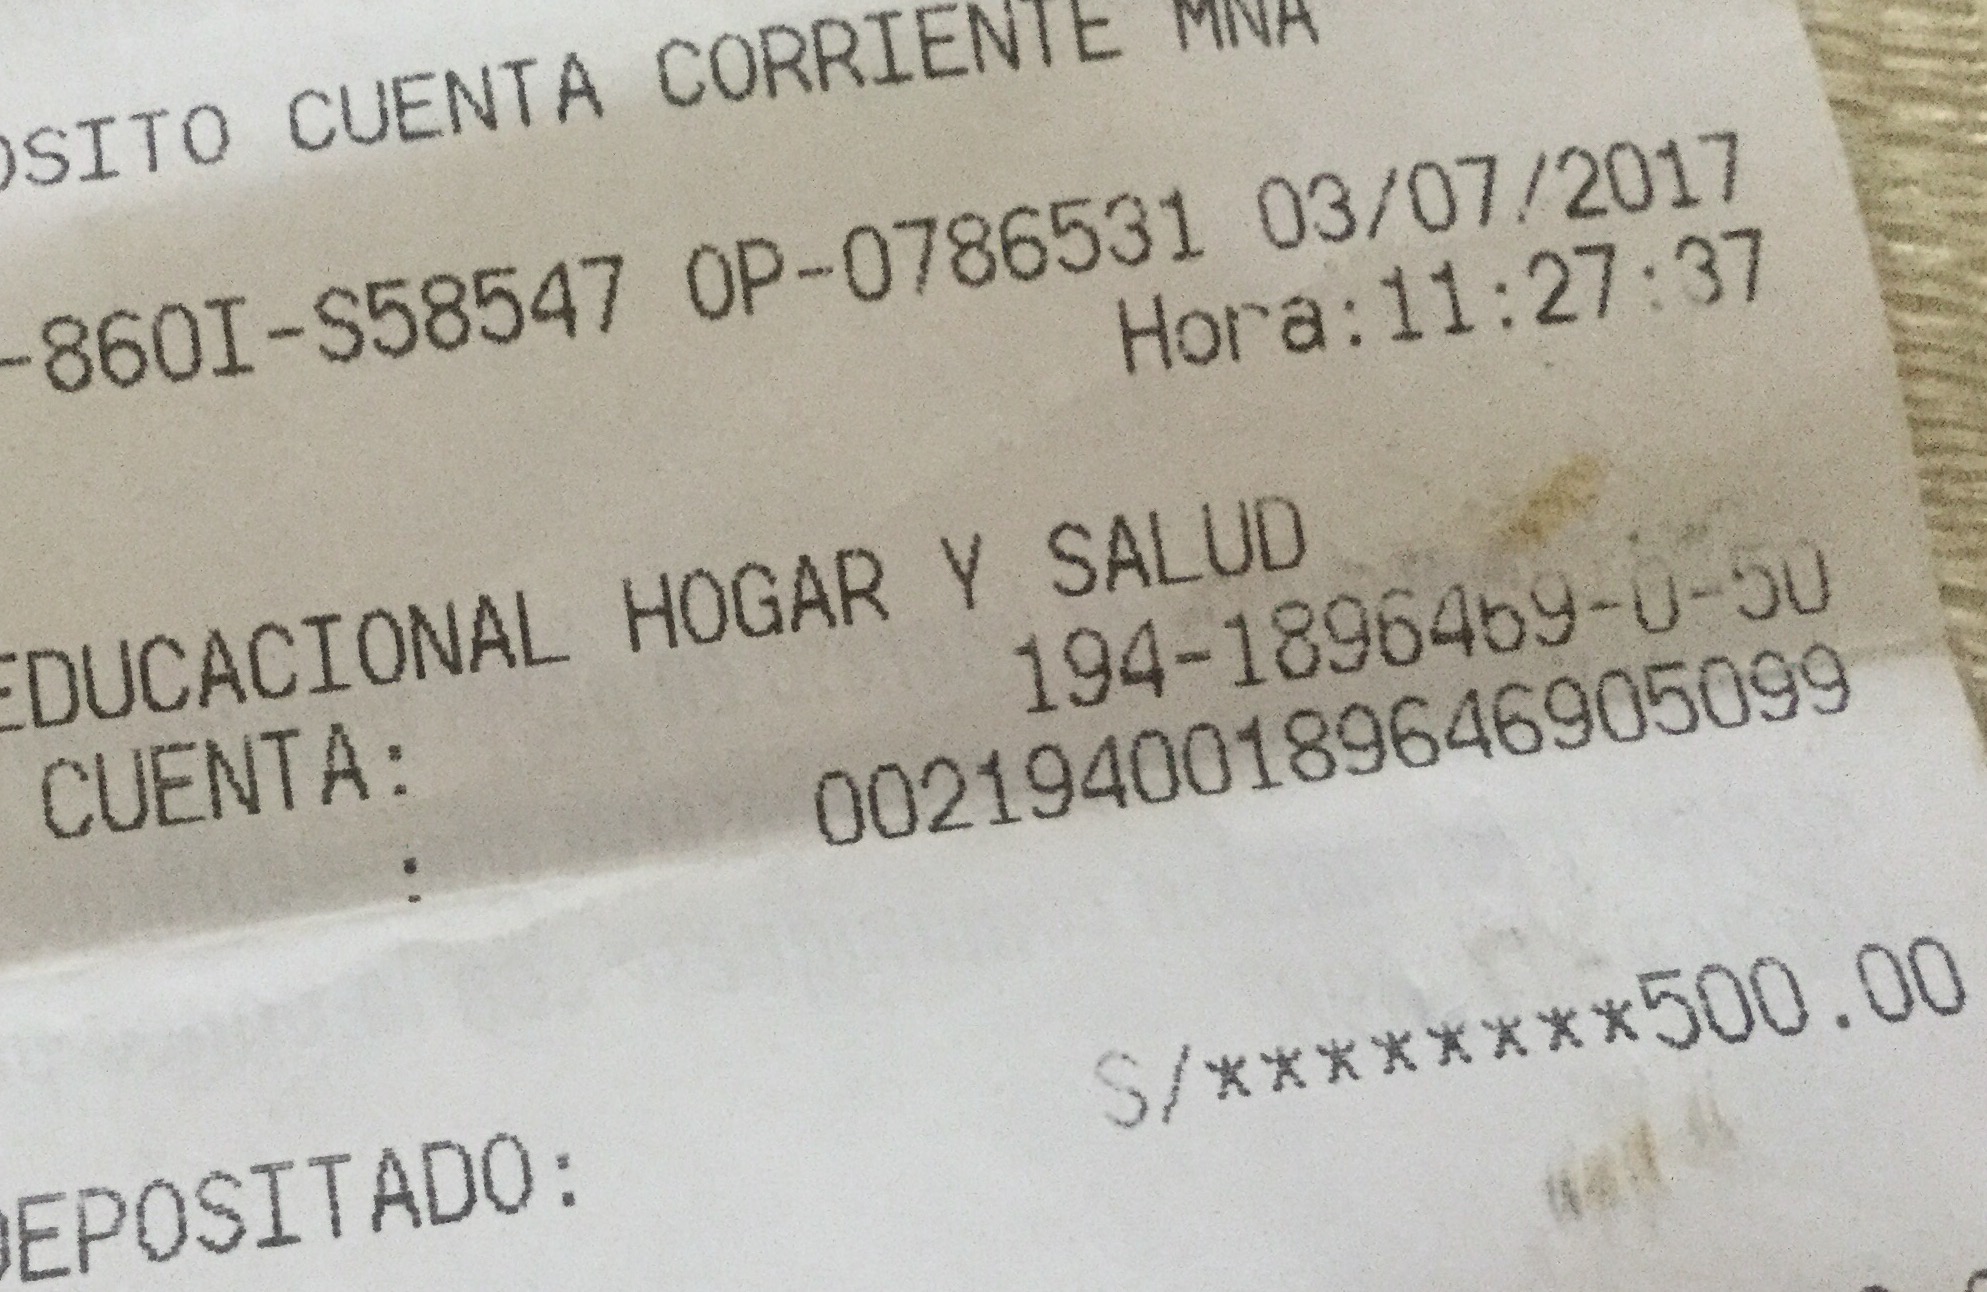 OSITO CUENTA CORRIENTE MNA
-860I-S58547 OP-0786531 03/07/2017
Hora:11:27:37
EDUCACIONAL HOGAR Y SALUD
CUENTA: 194-1896469-0-50
: 00219400189646905099
S/********500.00
DEPOSITADO: